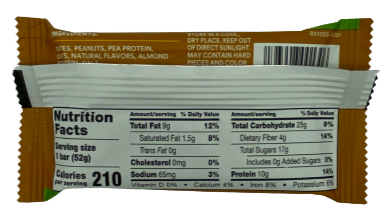 INGREDIENTS:
DATES, PEANUTS, PEA PROTEIN,
NATURAL FLAVORS, ALMOND
STORE IN A COOL,
DRY PLACE. KEEP OUT
OF DIRECT SUNLIGHT.
MAY CONTAIN HARD
PIECES AND COLOR
Nutrition
Facts
Serving size
1 bar (52g)
Calories 210
per serving
Amount/serving % Daily Value
Total Fat 9g 12%
Saturated Fat 1.5g 8%
Trans Fat 0g
Cholesterol 0mg 0%
Sodium 65mg 3%
Amount/serving % Daily Value
Total Carbohydrate 25g 9%
Dietary Fiber 4g 14%
Total Sugars 17g
Includes 0g Added Sugars 0%
Protein 10g 14%
Vitamin D 0% • Calcium 4% • Iron 8% • Potassium 6%